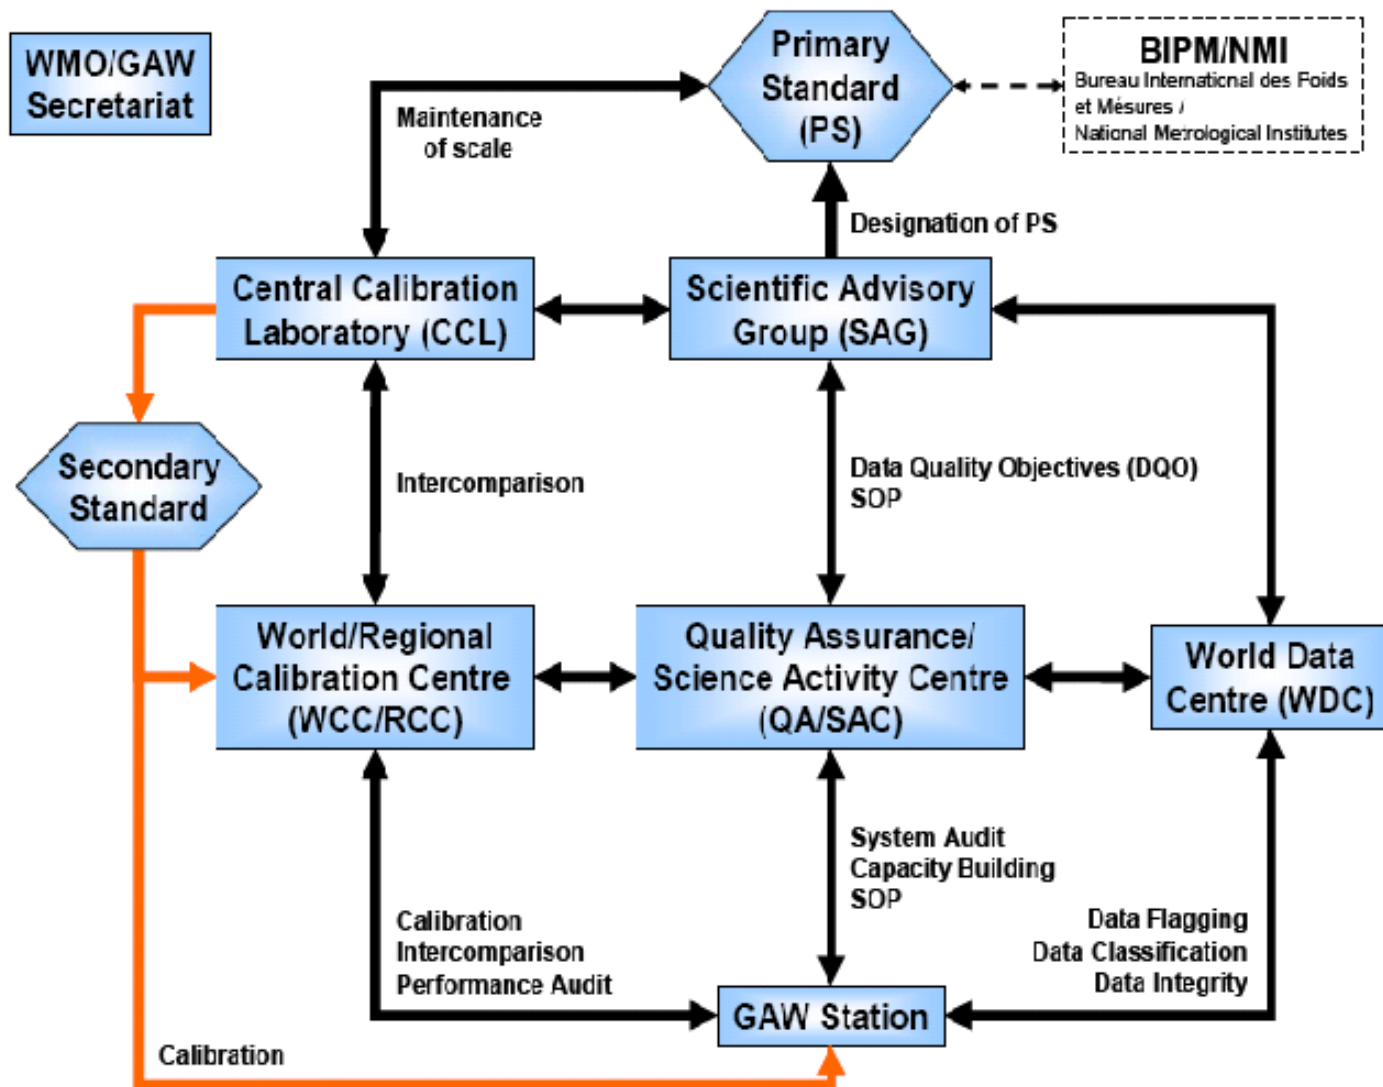 WMO/GAW
Secretariat
Primary
Standard
(PS)
BIPM/NMI
Bureau International des Foids
et Mésures /
National Metrological Institutes
Maintenance
of scale
Designation of PS
Central Calibration
Laboratory (CCL)
Scientific Advisory
Group (SAG)
Secondary
Standard
Intercomparison
Data Quality Objectives (DQO)
SOP
World/Regional
Calibration Centre
(WCC/RCC)
Quality Assurance/
Science Activity Centre
(QA/SAC)
World Data
Centre (WDC)
System Audit
Capacity Building
SOP
Calibration
Intercomparison
Performance Audit
Data Flagging
Data Classification
Data Integrity
GAW Station
Calibration